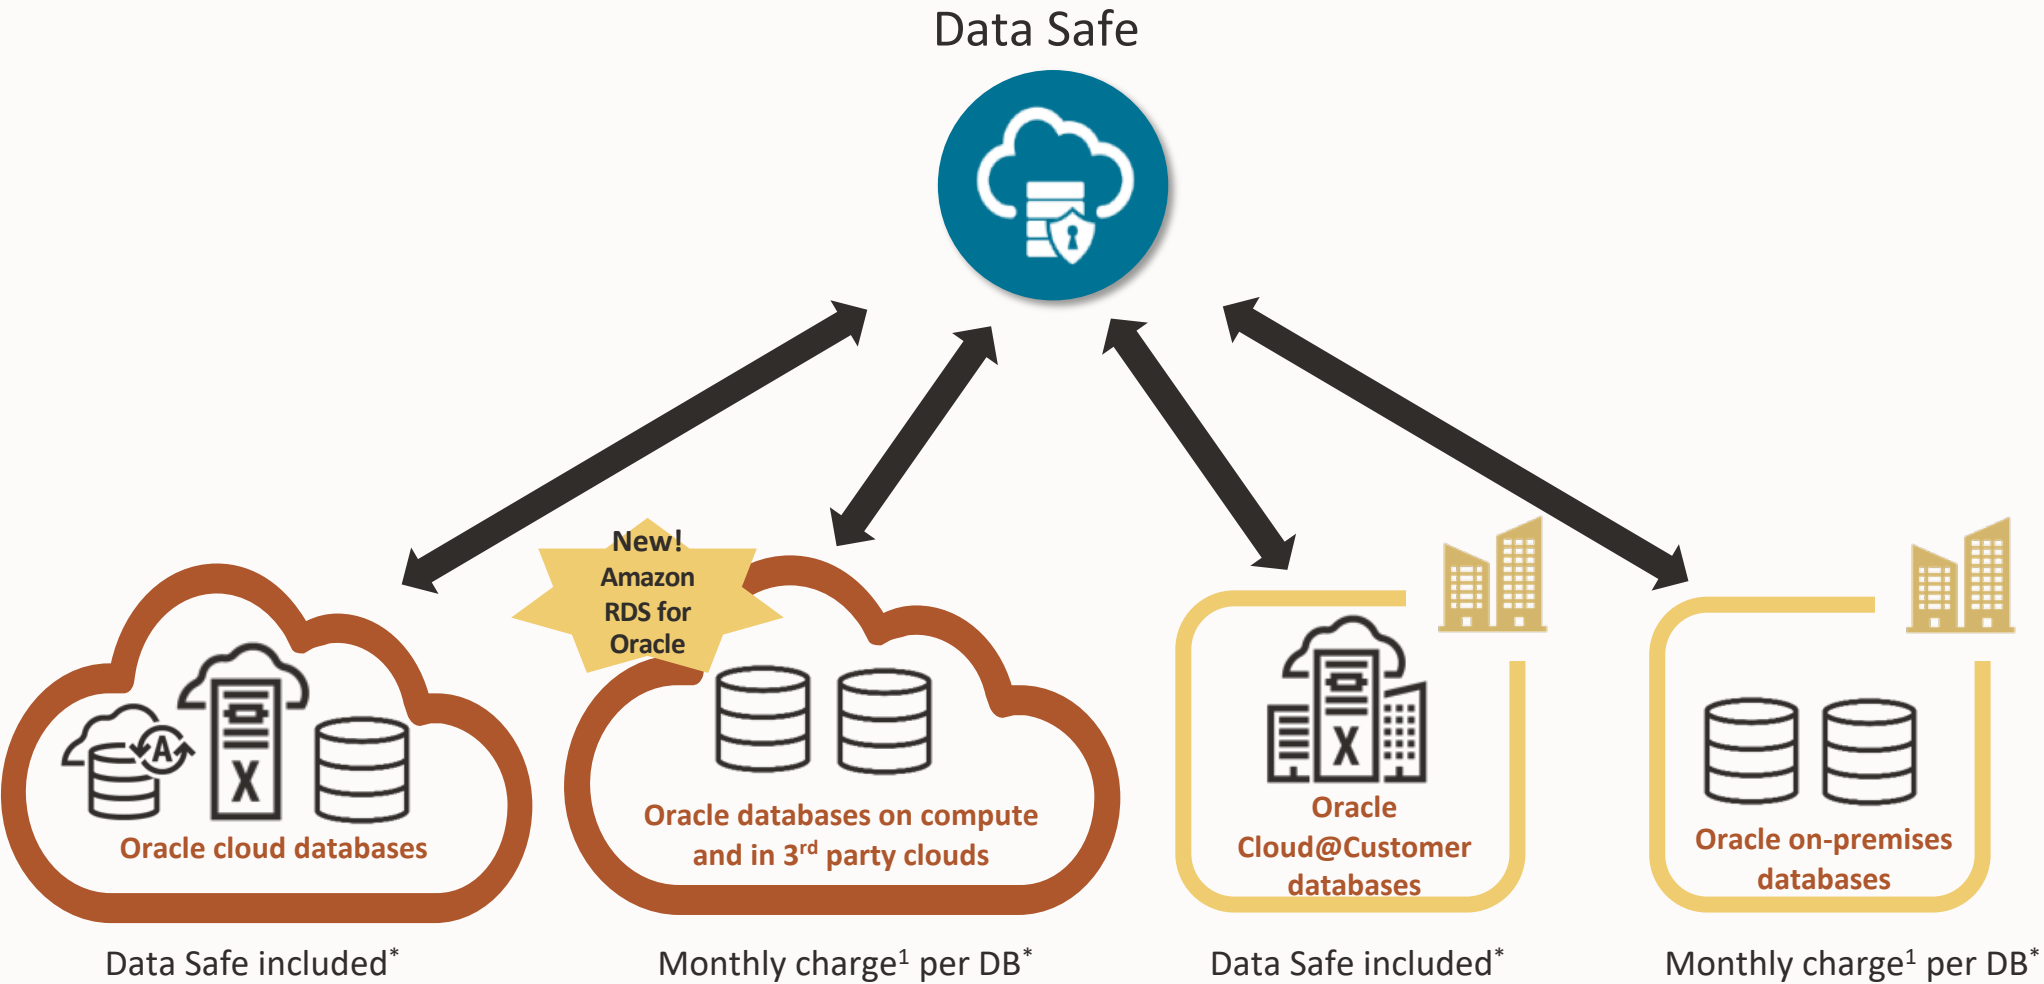 Data Safe
New!
Amazon
RDS for
Oracle
A
X
Oracle cloud databases
Oracle databases on compute
and in 3rd party clouds
X
Oracle
Cloud@Customer
databases
Oracle on-premises
databases
Data Safe included*
Monthly charge¹ per DB*
Data Safe included*
Monthly charge¹ per DB*